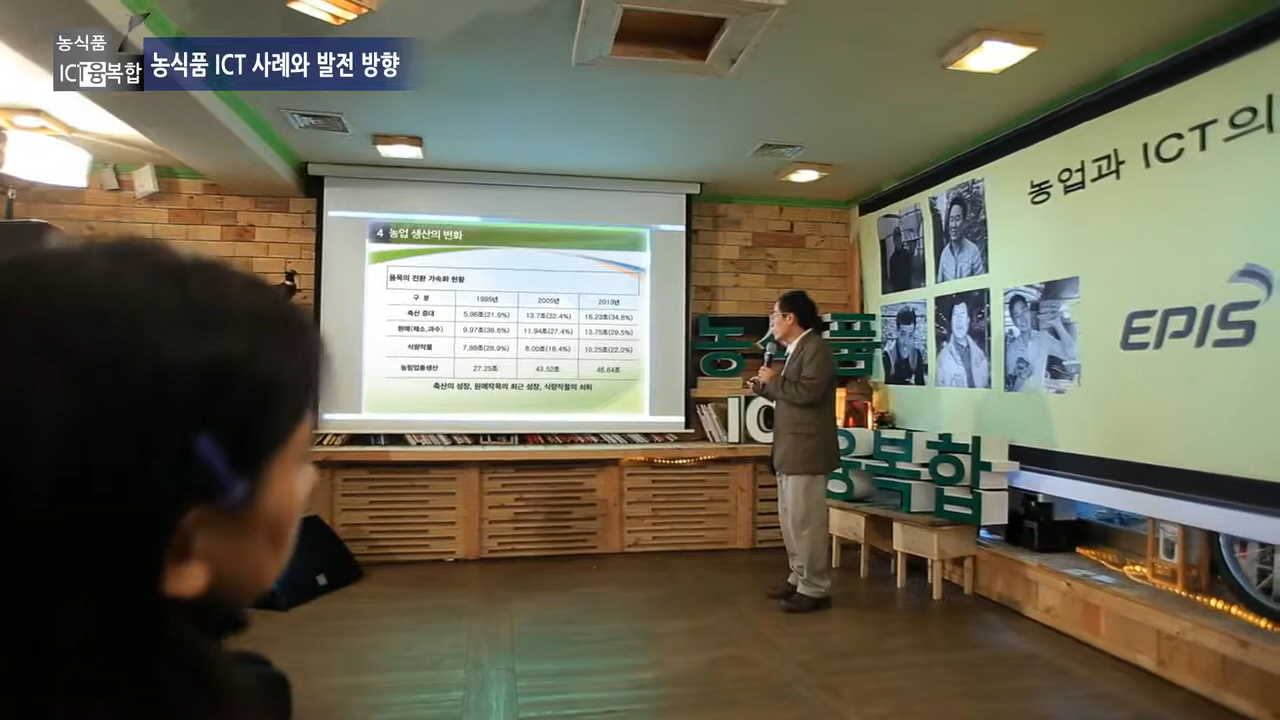 농식품
ICT융복합
농식품 ICT 사례와 발전 방향
4 농업 생산의 변화
품목의 전환 가속화 현황
구 분 1995년 2005년 2013년
축산 증대 5.96조(21.9%) 13.7조(32.4%) 16.23조(34.8%)
원예(채소,과수) 9.97조(36.6%) 11.94조(27.4%) 13.75조(29.5%)
식량작물 7.88조(28.9%) 8.00조(18.4%) 10.25조(22.0%)
농림업총생산 27.25조 43.52조 46.64조
축산의 성장, 원예작목의 최근 성장, 식량작물의 쇠퇴
농업과 ICT의
EPIS
농 품
IC
융복합